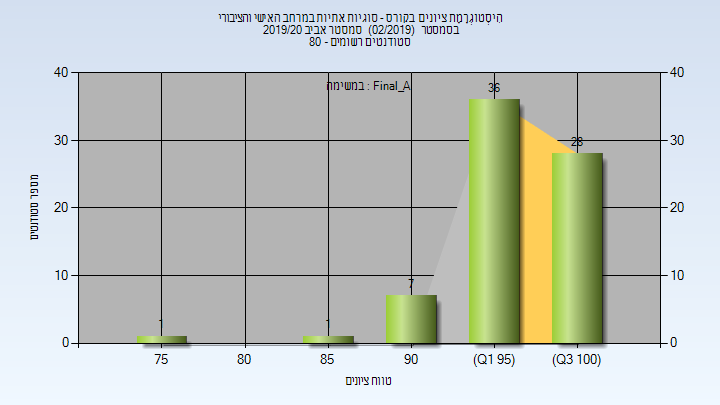 היסטוגרמת ציונים בקורס - סוגיות אתיות במרחב האישי והציבורי
בסמסטר (02/2019) סמסטר אביב 2019/20
סטודנטים רשומים - 80
במשימה : Final_A
מספר סטודנטים
40 40
30 30
20 20
10 10
0 0
1 1 7 36 28
75 80 85 90 (Q1 95) (Q3 100)
טווח ציונים